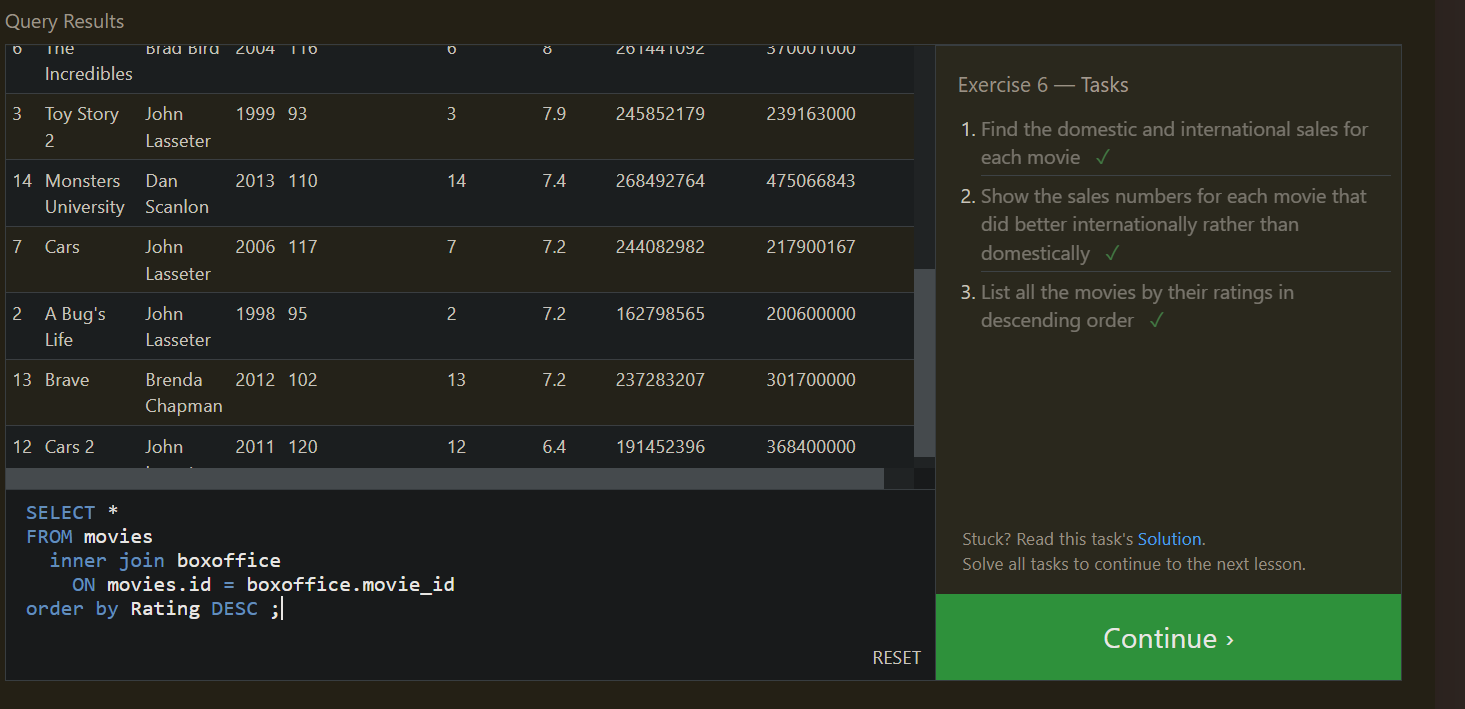 Query Results
6 The Brad Bird 2004 116 6 8 261441092 370001000
Incredibles
3 Toy Story John 1999 93 3 7.9 245852179 239163000
2 Lasseter
14 Monsters Dan 2013 110 14 7.4 268492764 475066843
University Scanlon
7 Cars John 2006 117 7 7.2 244082982 217900167
Lasseter
2 A Bug's John 1998 95 2 7.2 162798565 200600000
Life Lasseter
13 Brave Brenda 2012 102 13 7.2 237283207 301700000
Chapman
12 Cars 2 John 2011 120 12 6.4 191452396 368400000
SELECT *
FROM movies
inner join boxoffice
ON movies.id = boxoffice.movie_id
order by Rating DESC ;
RESET
Exercise 6 — Tasks
1. Find the domestic and international sales for
each movie ✓
2. Show the sales numbers for each movie that
did better internationally rather than
domestically ✓
3. List all the movies by their ratings in
descending order ✓
Stuck? Read this task's Solution.
Solve all tasks to continue to the next lesson.
Continue ›